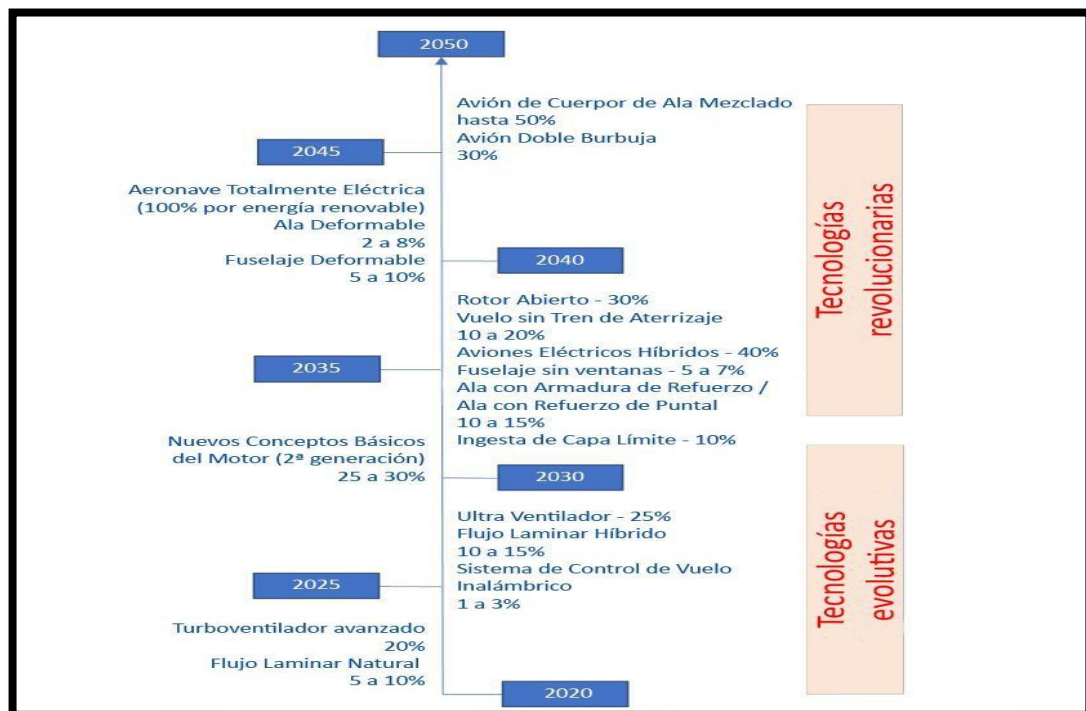 2050
Avión de Cuerpor de Ala Mezclado
hasta 50%
Avión Doble Burbuja
30%
2045
Aeronave Totalmente Eléctrica
(100% por energía renovable)
Ala Deformable
2 a 8%
Fuselaje Deformable
5 a 10%
2040
Rotor Abierto - 30%
Vuelo sin Tren de Aterrizaje
10 a 20%
Aviones Eléctricos Híbridos - 40%
Fuselaje sin ventanas - 5 a 7%
Ala con Armadura de Refuerzo /
Ala con Refuerzo de Puntal
10 a 15%
Ingesta de Capa Límite - 10%
2035
Nuevos Conceptos Básicos
del Motor (2ª generación)
25 a 30%
2030
Ultra Ventilador - 25%
Flujo Laminar Híbrido
10 a 15%
Sistema de Control de Vuelo
Inalámbrico
1 a 3%
2025
Turboventilador avanzado
20%
Flujo Laminar Natural
5 a 10%
2020
Tecnologías
revolucionarias
Tecnologías
evolutivas